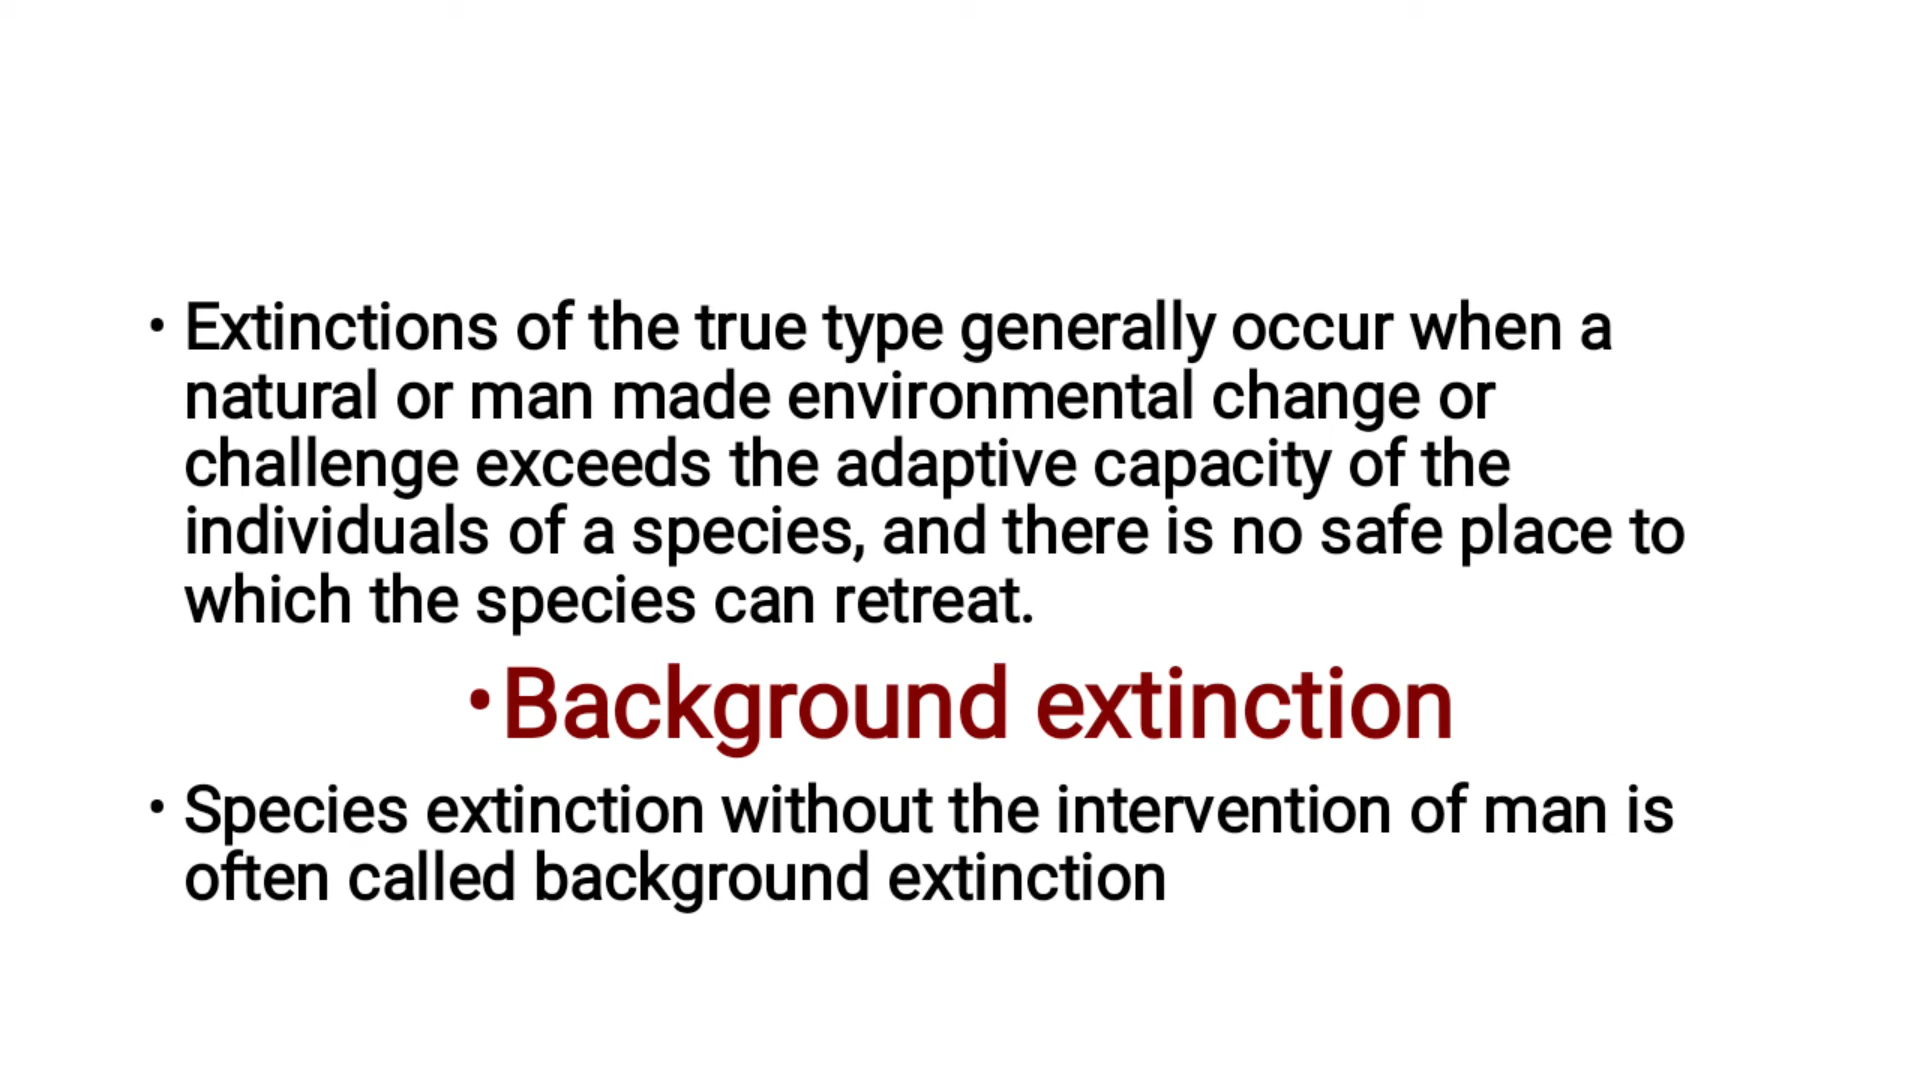 • Extinctions of the true type generally occur when a
natural or man made environmental change or
challenge exceeds the adaptive capacity of the
individuals of a species, and there is no safe place to
which the species can retreat.
• Background extinction
• Species extinction without the intervention of man is
often called background extinction